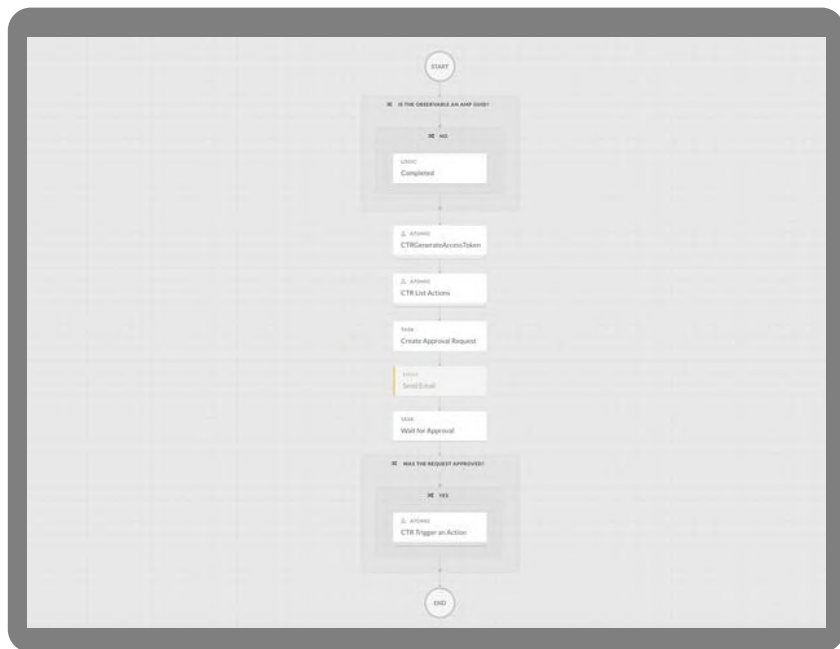 START
IS THE OBSERVABLE AN AMP GUID?
NO
LOGIC
Completed
ATOMIC
CTRGenerateAccessToken
ATOMIC
CTR List Actions
TASK
Create Approval Request
EMAIL
Send Email
TASK
Wait for Approval
WAS THE REQUEST APPROVED?
YES
ATOMIC
CTR Trigger an Action
END